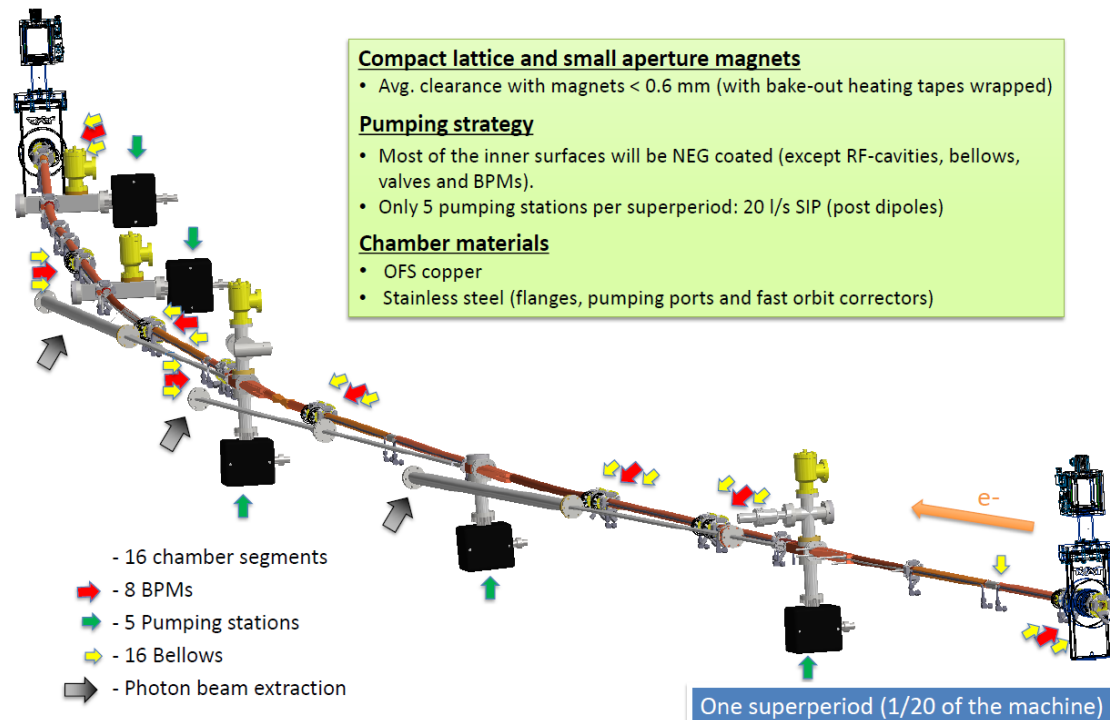 Compact lattice and small aperture magnets
• Avg. clearance with magnets < 0.6 mm (with bake-out heating tapes wrapped)
Pumping strategy
• Most of the inner surfaces will be NEG coated (except RF-cavities, bellows,
valves and BPMs).
• Only 5 pumping stations per superperiod: 20 l/s SIP (post dipoles)
Chamber materials
• OFS copper
• Stainless steel (flanges, pumping ports and fast orbit correctors)
e-
- 16 chamber segments
- 8 BPMs
- 5 Pumping stations
- 16 Bellows
- Photon beam extraction
One superperiod (1/20 of the machine)